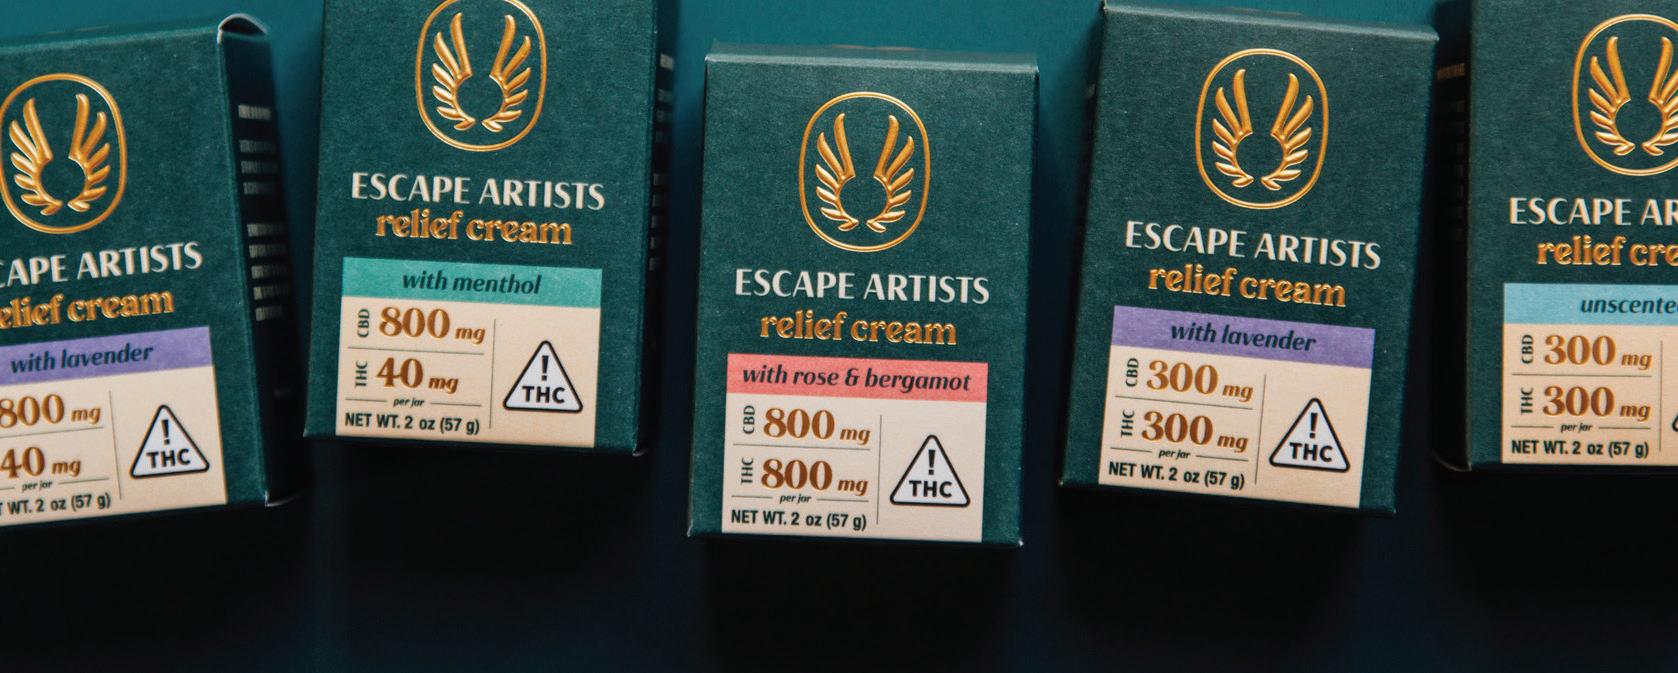 CAPE ARTISTS
elief cream
with lavender
800 mg
40 mg
per jar
WT. 2 oz (57 g)
!
THC
ESCAPE ARTISTS
relief cream
with menthol
CBD 800 mg
THC 40 mg
per jar
NET WT. 2 oz (57 g)
!
THC
ESCAPE ARTISTS
relief cream
with rose & bergamot
CBD 800 mg
THC 800 mg
per jar
NET WT. 2 oz (57 g)
!
THC
ESCAPE ARTISTS
relief cream
with lavender
CBD 300 mg
THC 300 mg
per jar
NET WT. 2 oz (57 g)
!
THC
ESCAPE AR
relief cre
unscente
CBD 300 mg
THC 300 mg
per jar
NET WT. 2 oz (57 g)